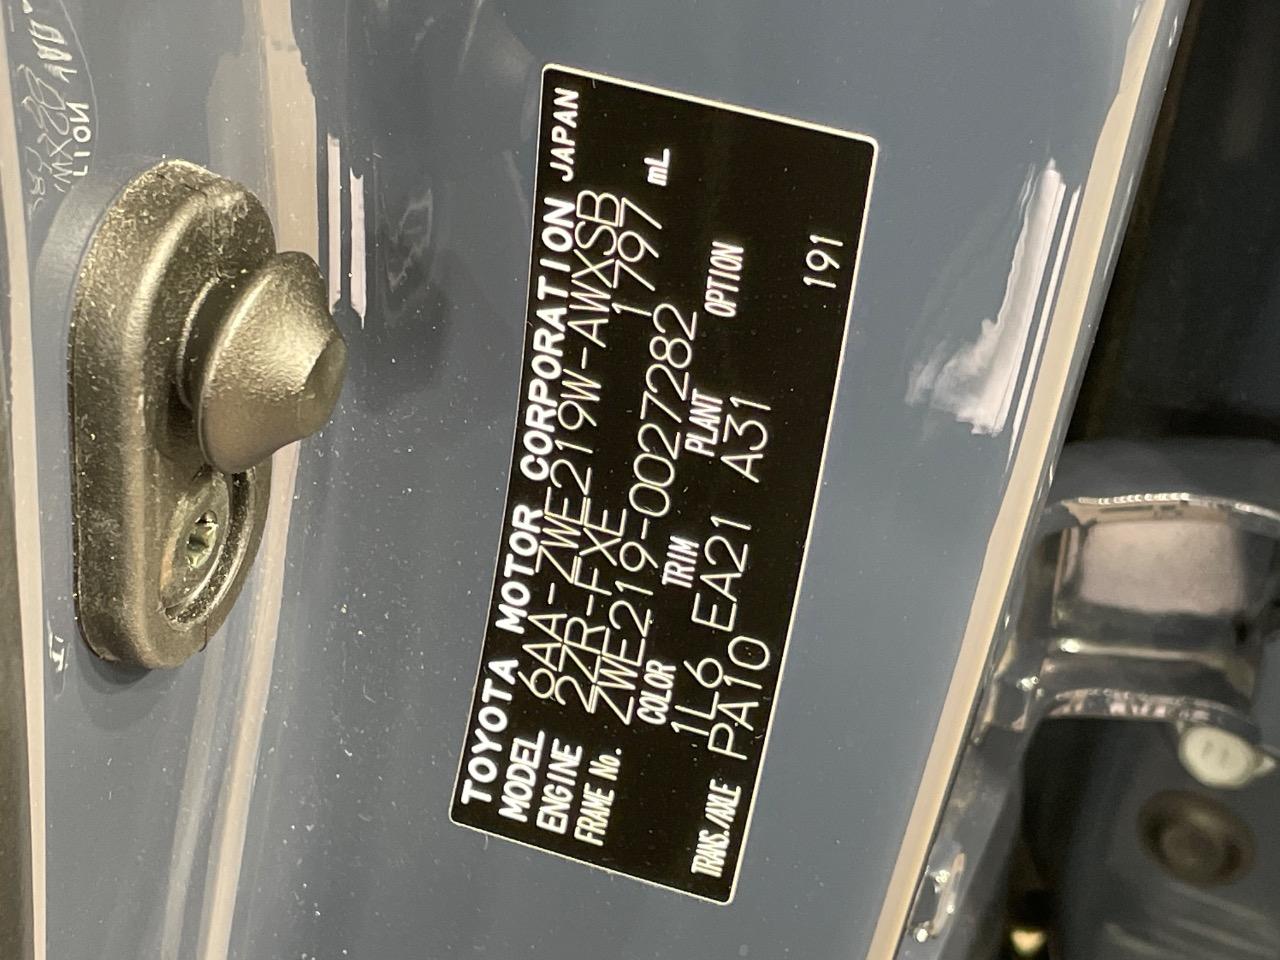 TOYOTA MOTOR CORPORATION JAPAN
MODEL 6AA-ZWE219W-AWXSB
ENGINE 2ZR-FXE 1797 mL
FRAME No. ZWE219-0027282
COLOR TRIM PLANT OPTION
1L6 EA21 A31
TRANS./AXLE PA10 191